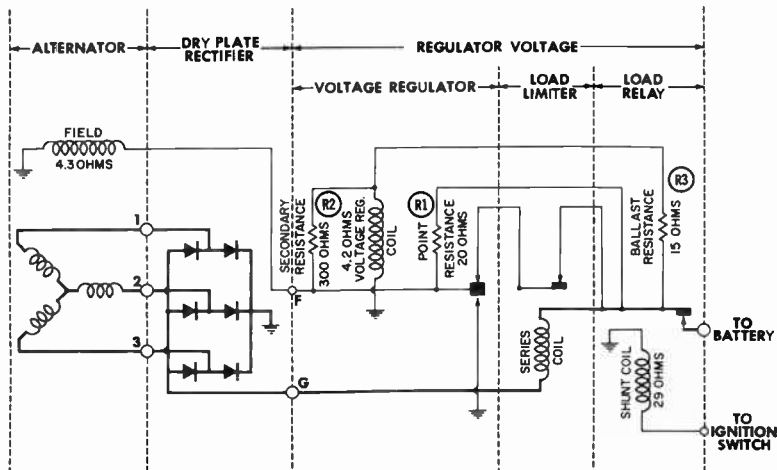 ALTERNATOR
DRY PLATE
RECTIFIER
REGULATOR VOLTAGE
VOLTAGE REGULATOR
LOAD
LIMITER
LOAD
RELAY
FIELD
4.3 OHMS
1
2
3
SECONDARY
RESISTANCE
R2
300 OHMS
4.2 OHMS
VOLTAGE REG.
COIL
R1
POINT
RESISTANCE
20 OHMS
R3
BALLAST
RESISTANCE
15 OHMS
F
G
SERIES
COIL
SHUNT COIL
29 OHMS
TO
BATTERY
TO
IGNITION
SWITCH